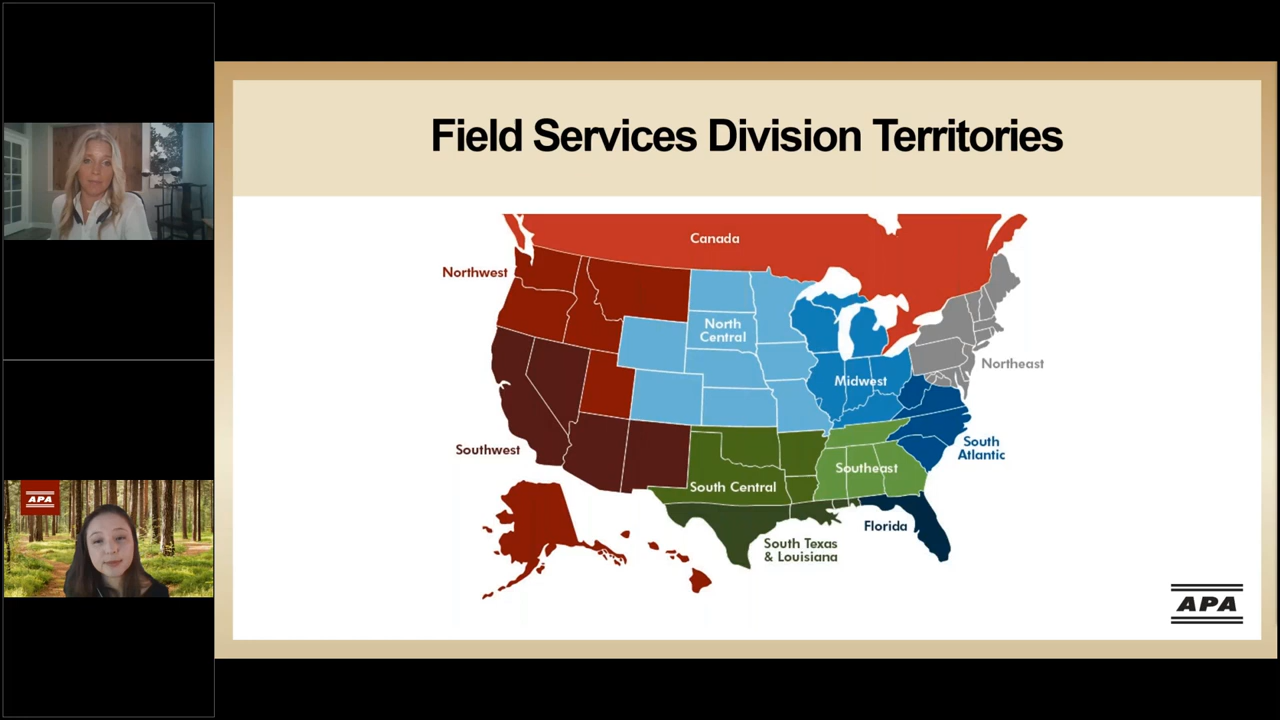 Field Services Division Territories
Canada
Northwest
North
Central
Northeast
Midwest
Southwest
South
Atlantic
Southeast
South Central
Florida
South Texas
& Louisiana
APA
APA